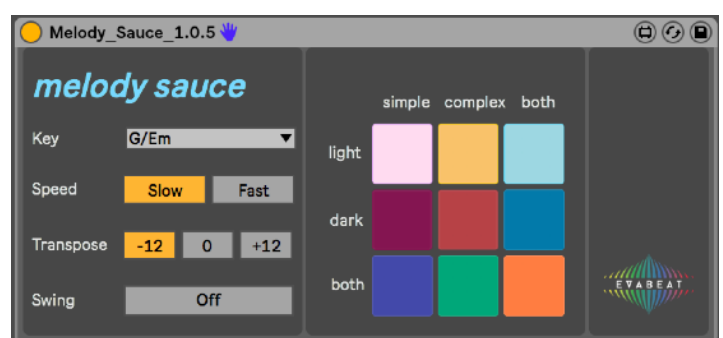 Melody_Sauce_1.0.5
melody sauce
Key G/Em
Speed Slow Fast
Transpose -12 0 +12
Swing Off
simple complex both
light
dark
both
EVABEAT